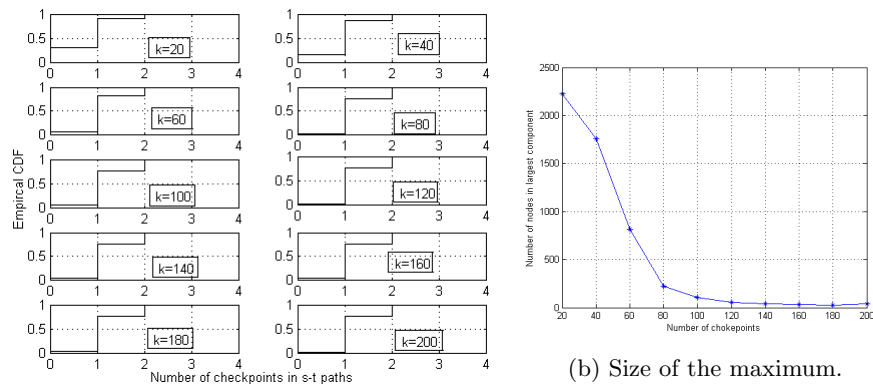 1
0.5
0
0 1 2 3 4
k=20
1
0.5
0
0 1 2 3 4
k=40
1
0.5
0
0 1 2 3 4
k=60
1
0.5
0
0 1 2 3 4
k=80
1
0.5
0
0 1 2 3 4
k=100
1
0.5
0
0 1 2 3 4
k=120
1
0.5
0
0 1 2 3 4
k=140
1
0.5
0
0 1 2 3 4
k=160
1
0.5
0
0 1 2 3 4
k=180
1
0.5
0
0 1 2 3 4
k=200
Empircal CDF
Number of checkpoints in s-t paths
2500
2000
1500
1000
500
0
20 40 60 80 100 120 140 160 180 200
Number of nodes in largest component
Number of chokepoints
(b) Size of the maximum.